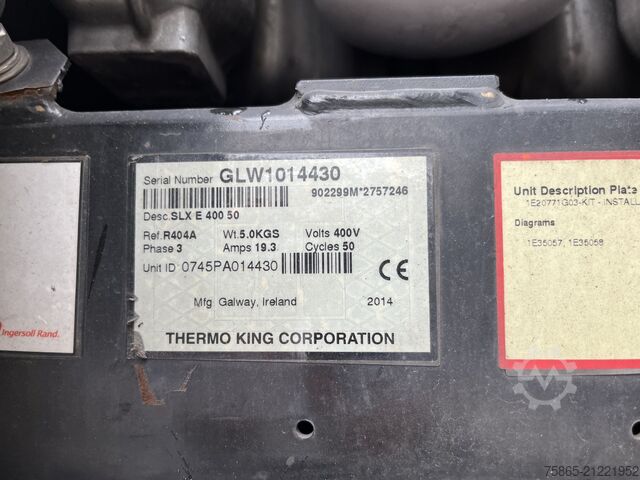 Serial Number GLW1014430
902299M*2757246
Desc.SLX E 400 50
Ref.R404A Wt.5.0KGS Volts 400V
Phase 3 Amps 19.3 Cycles 50
Unit ID 0745PA014430
CE
Mfg Galway, Ireland 2014
THERMO KING CORPORATION
Ingersoll Rand.
Unit Description Plate
1E20771G03-KIT - INSTALL
Diagrams
1E35057, 1E35058
75865-21221952